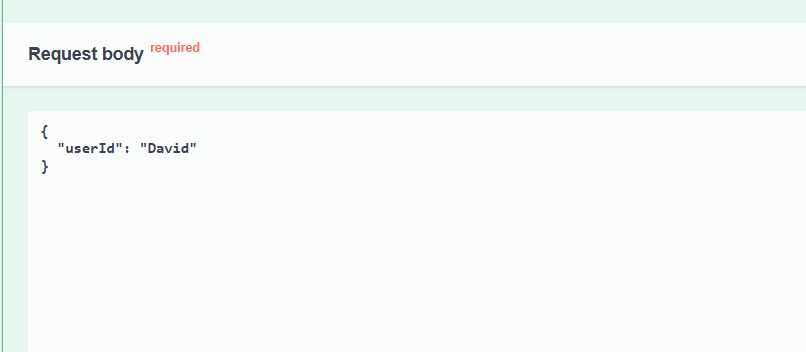 Request body required
{
  "userId": "David"
}